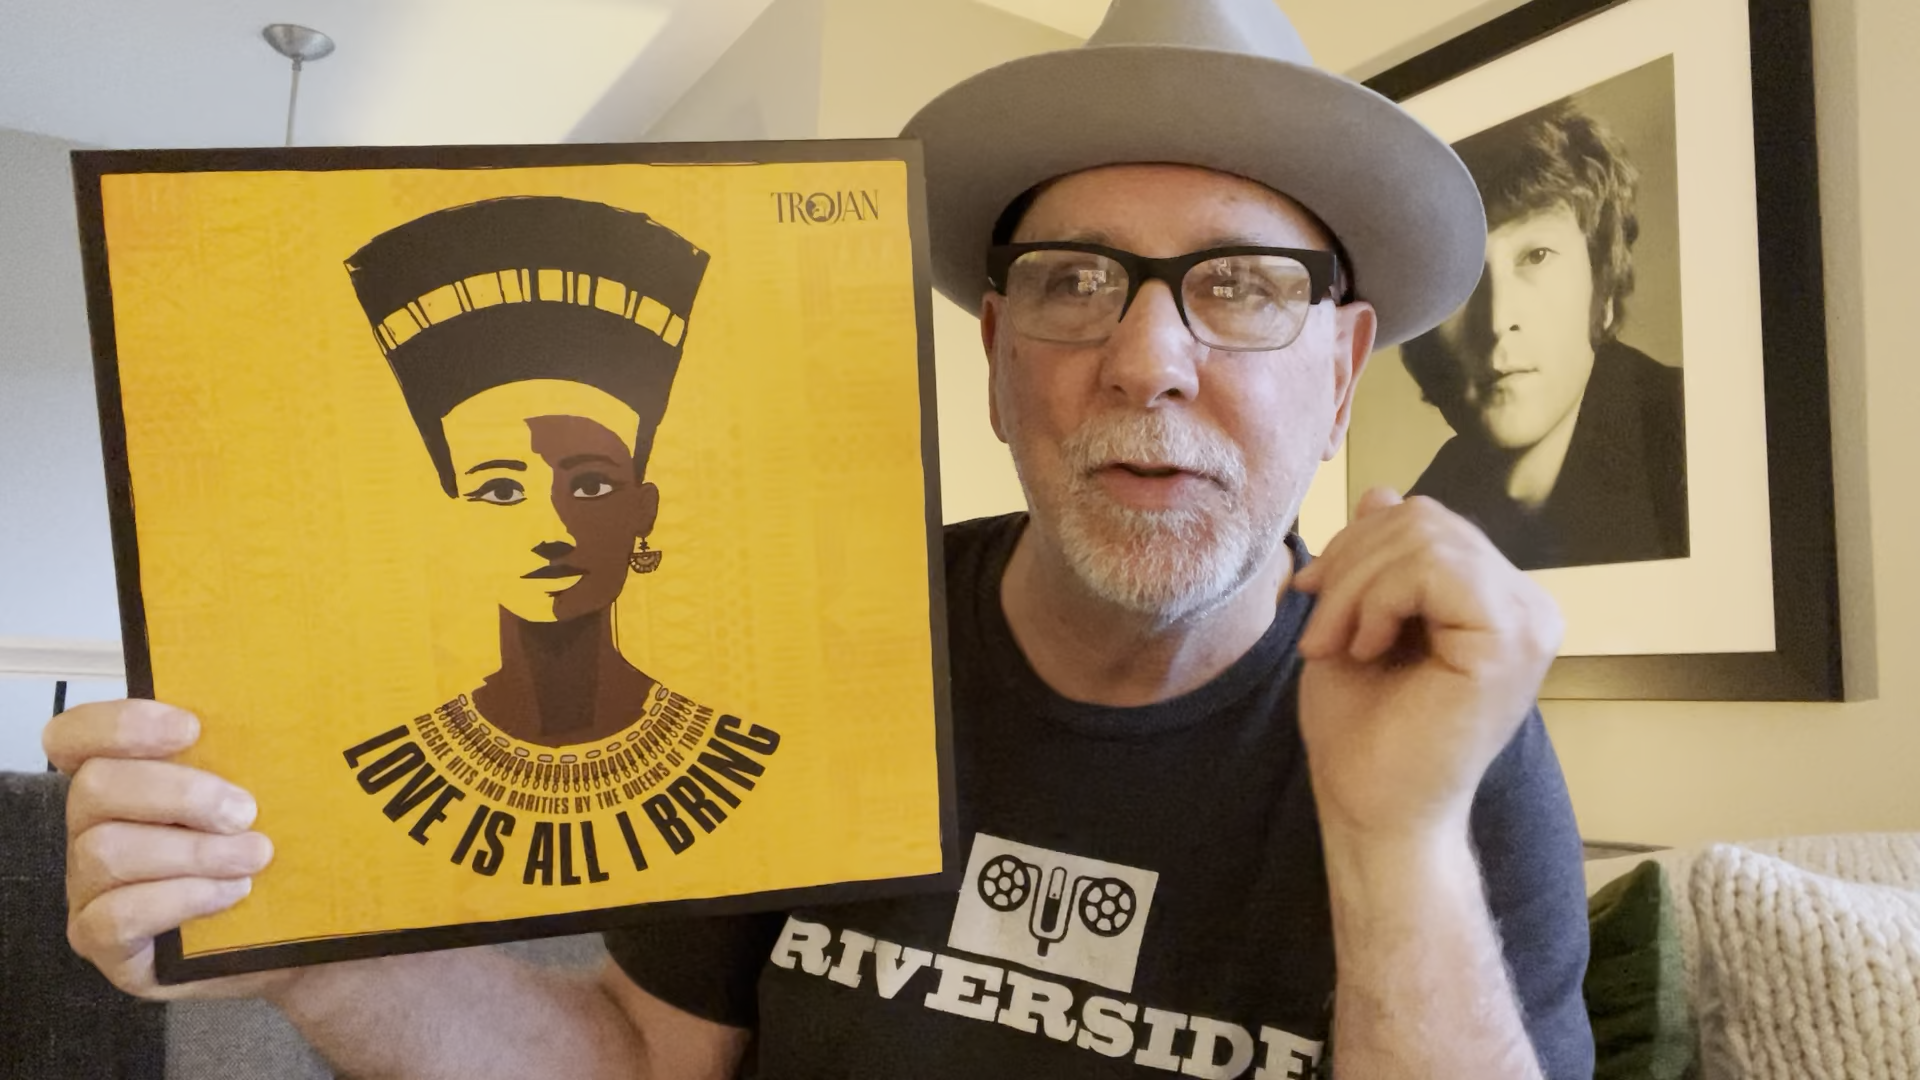 TROJAN
REGGAE HITS AND RARITIES BY THE QUEENS OF TROJAN
LOVE IS ALL I BRING
RIVERSIDE